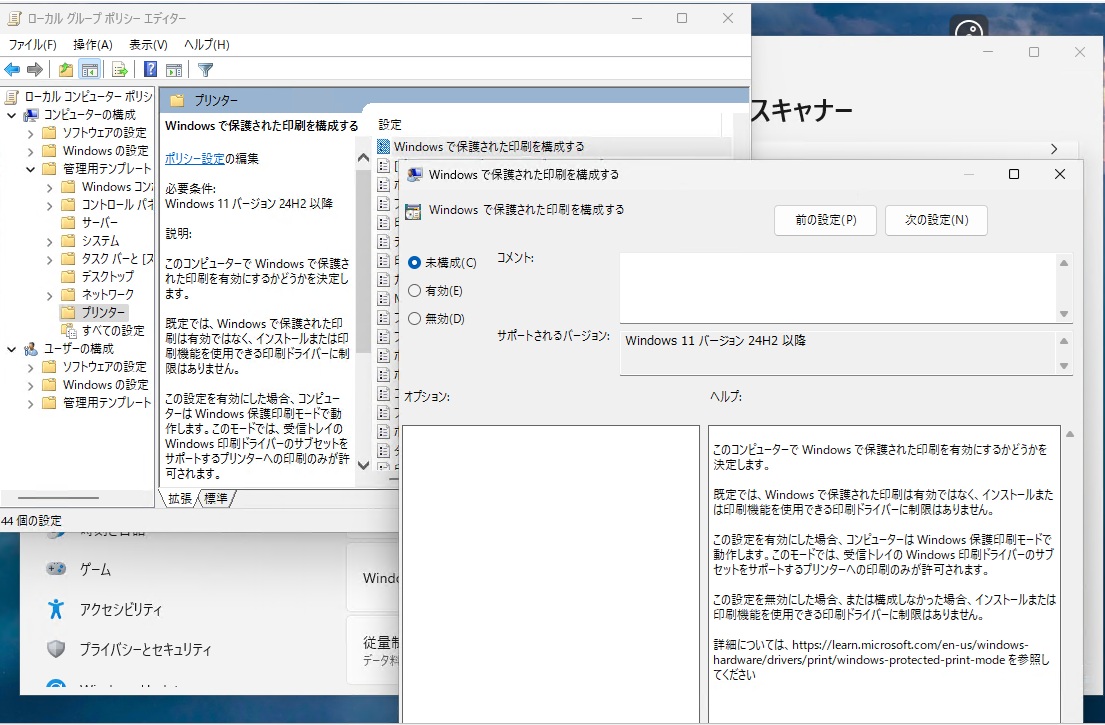 ローカル グループ ポリシー エディター
ファイル(F) 操作(A) 表示(V) ヘルプ(H)
ローカル コンピューター ポリシ
コンピューターの構成
ソフトウェアの設定
Windows の設定
管理用テンプレート
Windows コン
コントロール パネ
サーバー
システム
タスク バーと [ス
デスクトップ
ネットワーク
プリンター
すべての設定
ユーザーの構成
ソフトウェアの設定
Windows の設定
管理用テンプレート
プリンター
Windows で保護された印刷を構成する
ポリシー設定の編集
必要条件:
Windows 11 バージョン 24H2 以降
説明:
このコンピューターで Windows で保護さ
れた印刷を有効にするかどうかを決定し
ます。
既定では、Windows で保護された印
刷は有効ではなく、インストールまたは印
刷機能を使用できる印刷ドライバーに制
限はありません。
この設定を有効にした場合、コンピュー
ターは Windows 保護印刷モードで動
作します。このモードでは、受信トレイの
Windows 印刷ドライバーのサブセットを
サポートするプリンターへの印刷のみが許
可されます。
設定
Windows で保護された印刷を構成する
拡張 標準
44 個の設定
スキャナー
Windows で保護された印刷を構成する
Windows で保護された印刷を構成する
前の設定(P) 次の設定(N)
未構成(C)
有効(E)
無効(D)
コメント:
サポートされるバージョン:
Windows 11 バージョン 24H2 以降
オプション:
ヘルプ:
このコンピューターで Windows で保護された印刷を有効にするかどうかを
決定します。
既定では、Windows で保護された印刷は有効ではなく、インストールまた
は印刷機能を使用できる印刷ドライバーに制限はありません。
この設定を有効にした場合、コンピューターは Windows 保護印刷モードで
動作します。このモードでは、受信トレイの Windows 印刷ドライバーのサブ
セットをサポートするプリンターへの印刷のみが許可されます。
この設定を無効にした場合、または構成しなかった場合、インストールまたは
印刷機能を使用できる印刷ドライバーに制限はありません。
詳細については、https://learn.microsoft.com/en-us/windows-
hardware/drivers/print/windows-protected-print-mode を参照し
てください
ゲーム
アクセシビリティ
プライバシーとセキュリティ
Windo
従量制
データ料